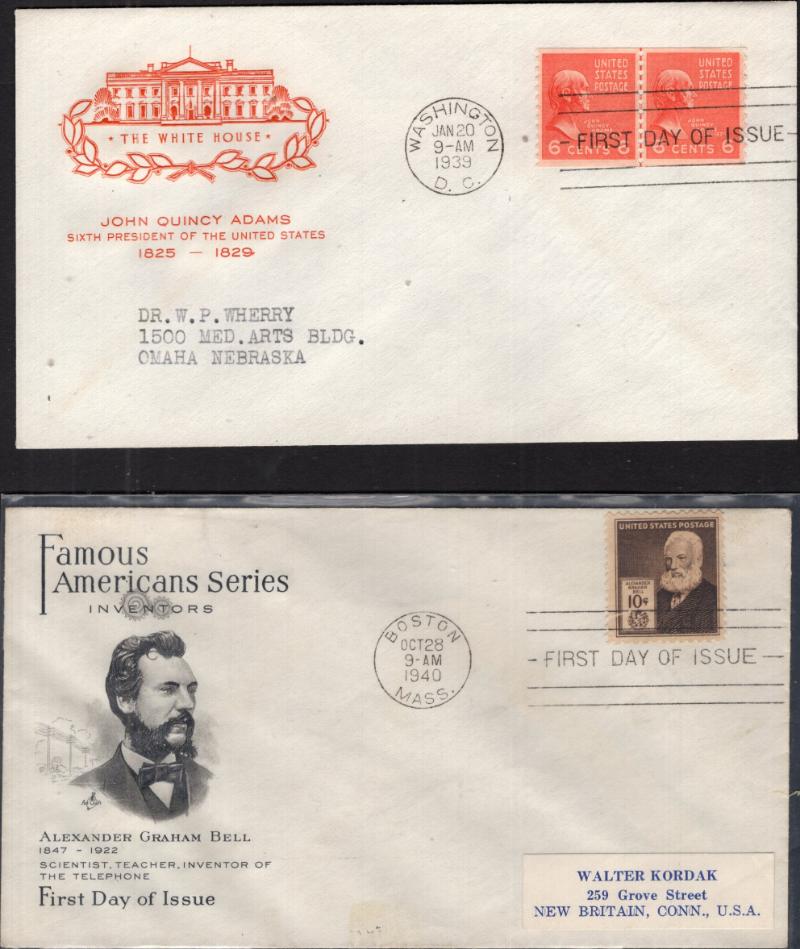 ★ THE WHITE HOUSE ★
JOHN QUINCY ADAMS
SIXTH PRESIDENT OF THE UNITED STATES
1825 — 1829
WASHINGTON
JAN 20
9-AM
1939
D. C.
UNITED
STATES
POSTAGE
JOHN
QUINCY
6 CENTS 6
UNITED
STATES
POSTAGE
JOHN
QUINCY
6 CENTS 6
FIRST DAY OF ISSUE
DR. W. P. WHERRY
1500 MED. ARTS BLDG.
OMAHA NEBRASKA
Famous
Americans Series
INVENTORS
ALEXANDER GRAHAM BELL
1847 - 1922
SCIENTIST, TEACHER, INVENTOR OF
THE TELEPHONE
First Day of Issue
BOSTON
OCT 28
9-AM
1940
MASS.
UNITED STATES POSTAGE
ALEXANDER
GRAHAM
BELL
10¢
FIRST DAY OF ISSUE
WALTER KORDAK
259 Grove Street
NEW BRITAIN, CONN., U.S.A.